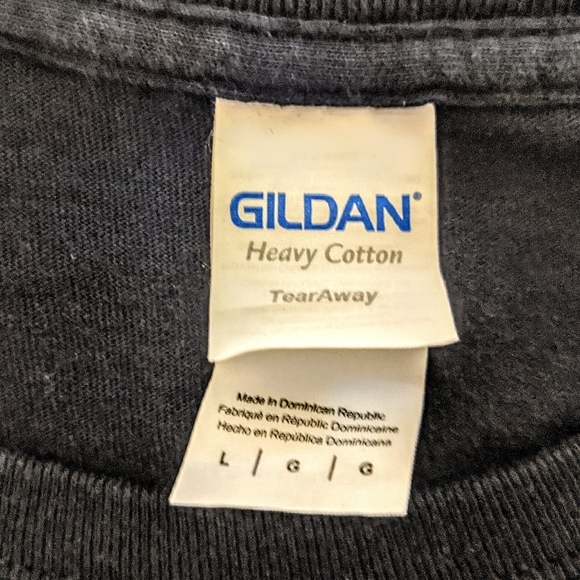 GILDAN®
Heavy Cotton
TearAway
Made in Dominican Republic
Fabriqué en République Dominicaine
Hecho en República Dominicana
L | G | G